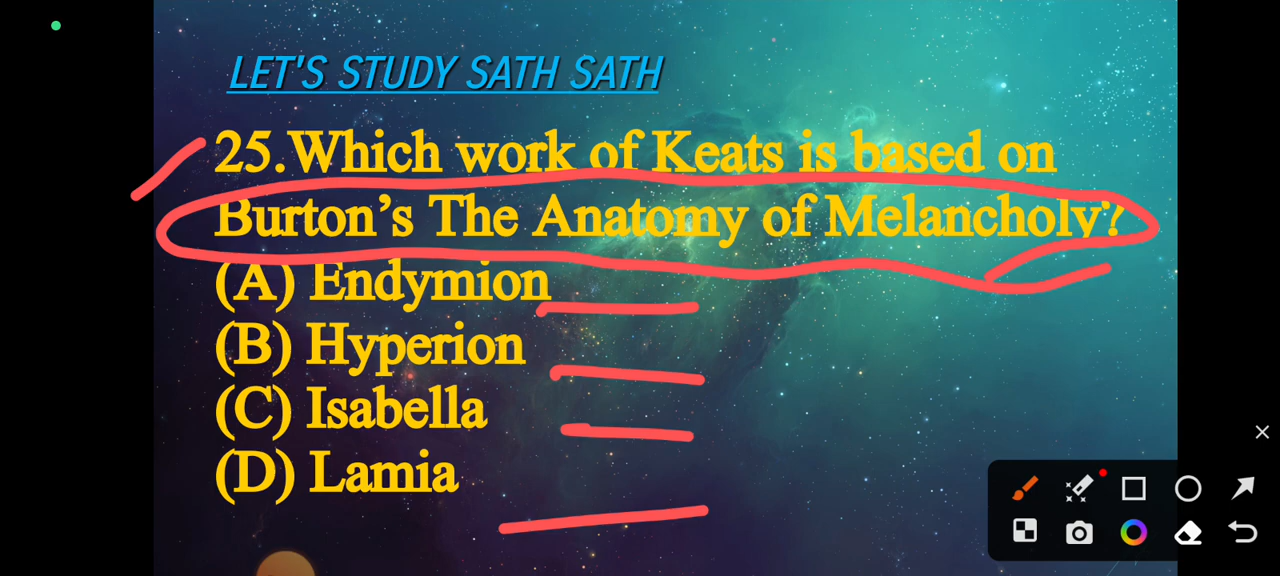 LET'S STUDY SATH SATH
25.Which work of Keats is based on
Burton’s The Anatomy of Melancholy?
(A) Endymion
(B) Hyperion
(C) Isabella
(D) Lamia